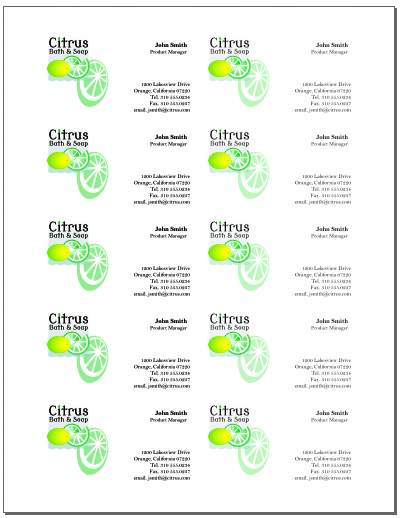 Citrus
Bath & Soap
John Smith
Product Manager
1200 Lakeview Drive
Orange, California 07220
Tel. 310 555.0236
Fax. 310 555.0237
email. jsmith@citrus.com
Citrus
Bath & Soap
John Smith
Product Manager
1200 Lakeview Drive
Orange, California 07220
Tel. 310 555.0236
Fax. 310 555.0237
email. jsmith@citrus.com
Citrus
Bath & Soap
John Smith
Product Manager
1200 Lakeview Drive
Orange, California 07220
Tel. 310 555.0236
Fax. 310 555.0237
email. jsmith@citrus.com
Citrus
Bath & Soap
John Smith
Product Manager
1200 Lakeview Drive
Orange, California 07220
Tel. 310 555.0236
Fax. 310 555.0237
email. jsmith@citrus.com
Citrus
Bath & Soap
John Smith
Product Manager
1200 Lakeview Drive
Orange, California 07220
Tel. 310 555.0236
Fax. 310 555.0237
email. jsmith@citrus.com
Citrus
Bath & Soap
John Smith
Product Manager
1200 Lakeview Drive
Orange, California 07220
Tel. 310 555.0236
Fax. 310 555.0237
email. jsmith@citrus.com
Citrus
Bath & Soap
John Smith
Product Manager
1200 Lakeview Drive
Orange, California 07220
Tel. 310 555.0236
Fax. 310 555.0237
email. jsmith@citrus.com
Citrus
Bath & Soap
John Smith
Product Manager
1200 Lakeview Drive
Orange, California 07220
Tel. 310 555.0236
Fax. 310 555.0237
email. jsmith@citrus.com
Citrus
Bath & Soap
John Smith
Product Manager
1200 Lakeview Drive
Orange, California 07220
Tel. 310 555.0236
Fax. 310 555.0237
email. jsmith@citrus.com
Citrus
Bath & Soap
John Smith
Product Manager
1200 Lakeview Drive
Orange, California 07220
Tel. 310 555.0236
Fax. 310 555.0237
email. jsmith@citrus.com